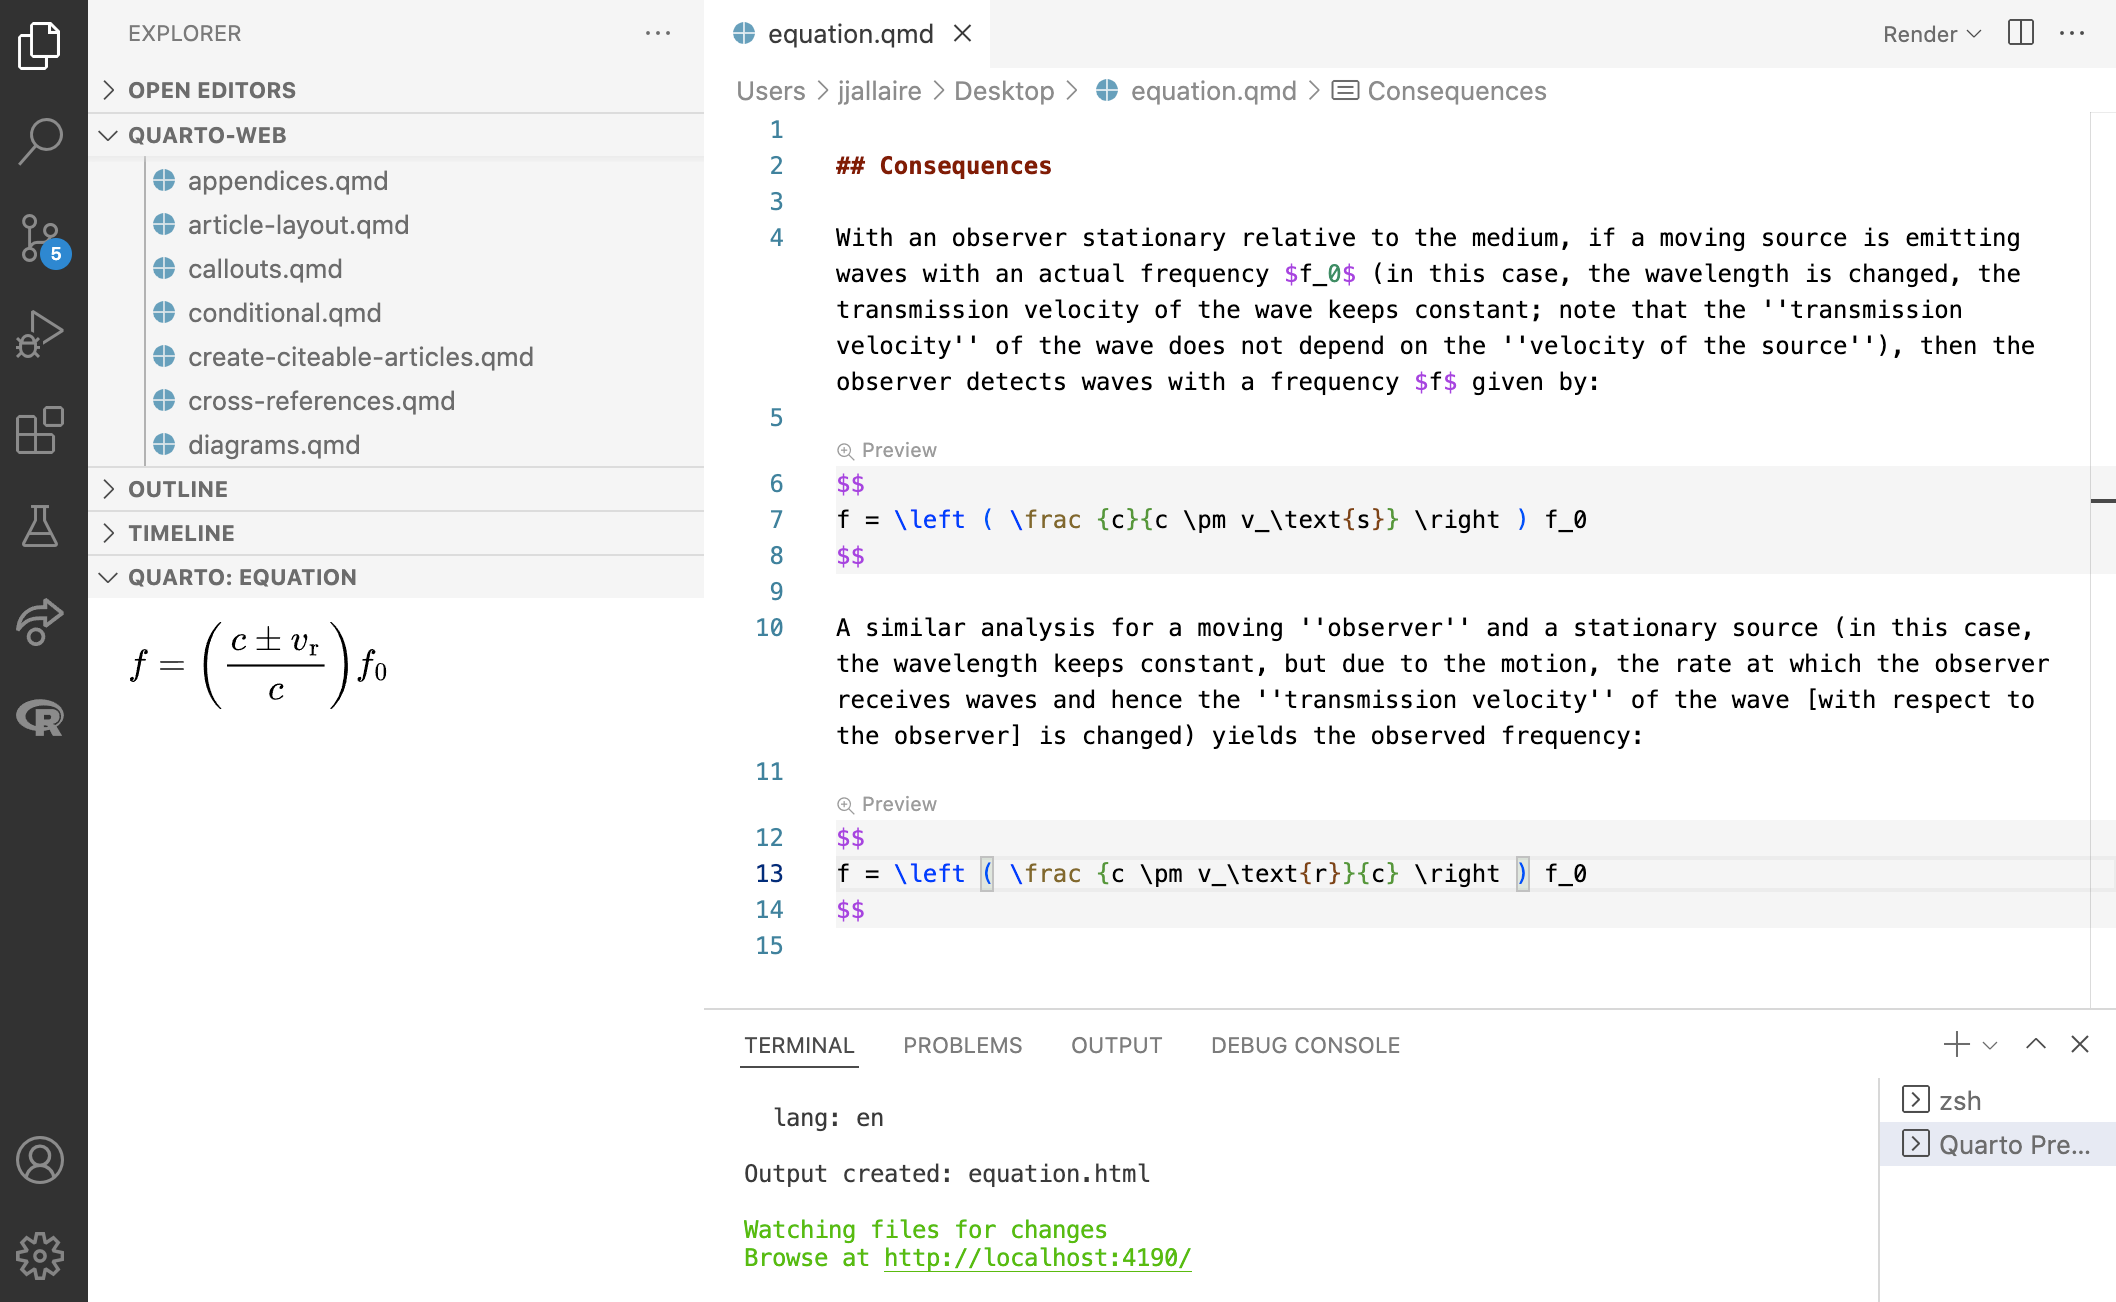 EXPLORER
OPEN EDITORS
QUARTO-WEB
appendices.qmd
article-layout.qmd
callouts.qmd
conditional.qmd
create-citeable-articles.qmd
cross-references.qmd
diagrams.qmd
OUTLINE
TIMELINE
QUARTO: EQUATION
f = ( c ± v_r / c ) f_0
5
equation.qmd
Render
Users > jjallaire > Desktop > equation.qmd > Consequences
1
2 ## Consequences
3
4 With an observer stationary relative to the medium, if a moving source is emitting
waves with an actual frequency $f_0$ (in this case, the wavelength is changed, the
transmission velocity of the wave keeps constant; note that the ''transmission
velocity'' of the wave does not depend on the ''velocity of the source''), then the
observer detects waves with a frequency $f$ given by:
5
Preview
6 $$
7 f = \left ( \frac {c}{c \pm v_\text{s}} \right ) f_0
8 $$
9
10 A similar analysis for a moving ''observer'' and a stationary source (in this case,
the wavelength keeps constant, but due to the motion, the rate at which the observer
receives waves and hence the ''transmission velocity'' of the wave [with respect to
the observer] is changed) yields the observed frequency:
11
Preview
12 $$
13 f = \left ( \frac {c \pm v_\text{r}}{c} \right ) f_0
14 $$
15
TERMINAL PROBLEMS OUTPUT DEBUG CONSOLE
lang: en
Output created: equation.html
Watching files for changes
Browse at http://localhost:4190/
zsh
Quarto Pre...